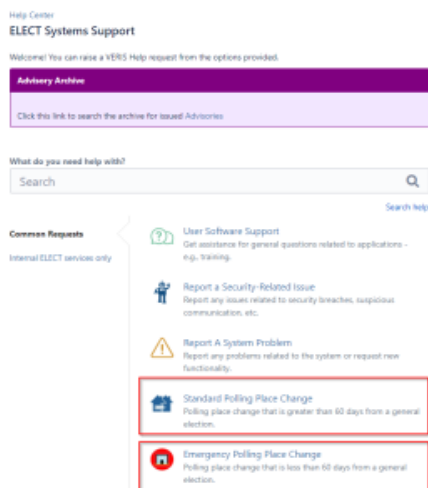 Help Center
ELECT Systems Support
Welcome! You can raise a VERIS Help request from the options provided.
Advisory Archive
Click this link to search the archive for issued Advisories
What do you need help with?
Search
Search help
Common Requests
Internal ELECT services only
User Software Support
Get assistance for general questions related to applications -
e.g., training.
Report a Security-Related Issue
Report any issues related to security breaches, suspicious
communication, etc.
Report A System Problem
Report any problems related to the system or request new
functionality.
Standard Polling Place Change
Polling place change that is greater than 60 days from a general
election.
Emergency Polling Place Change
Polling place change that is less than 60 days from a general
election.